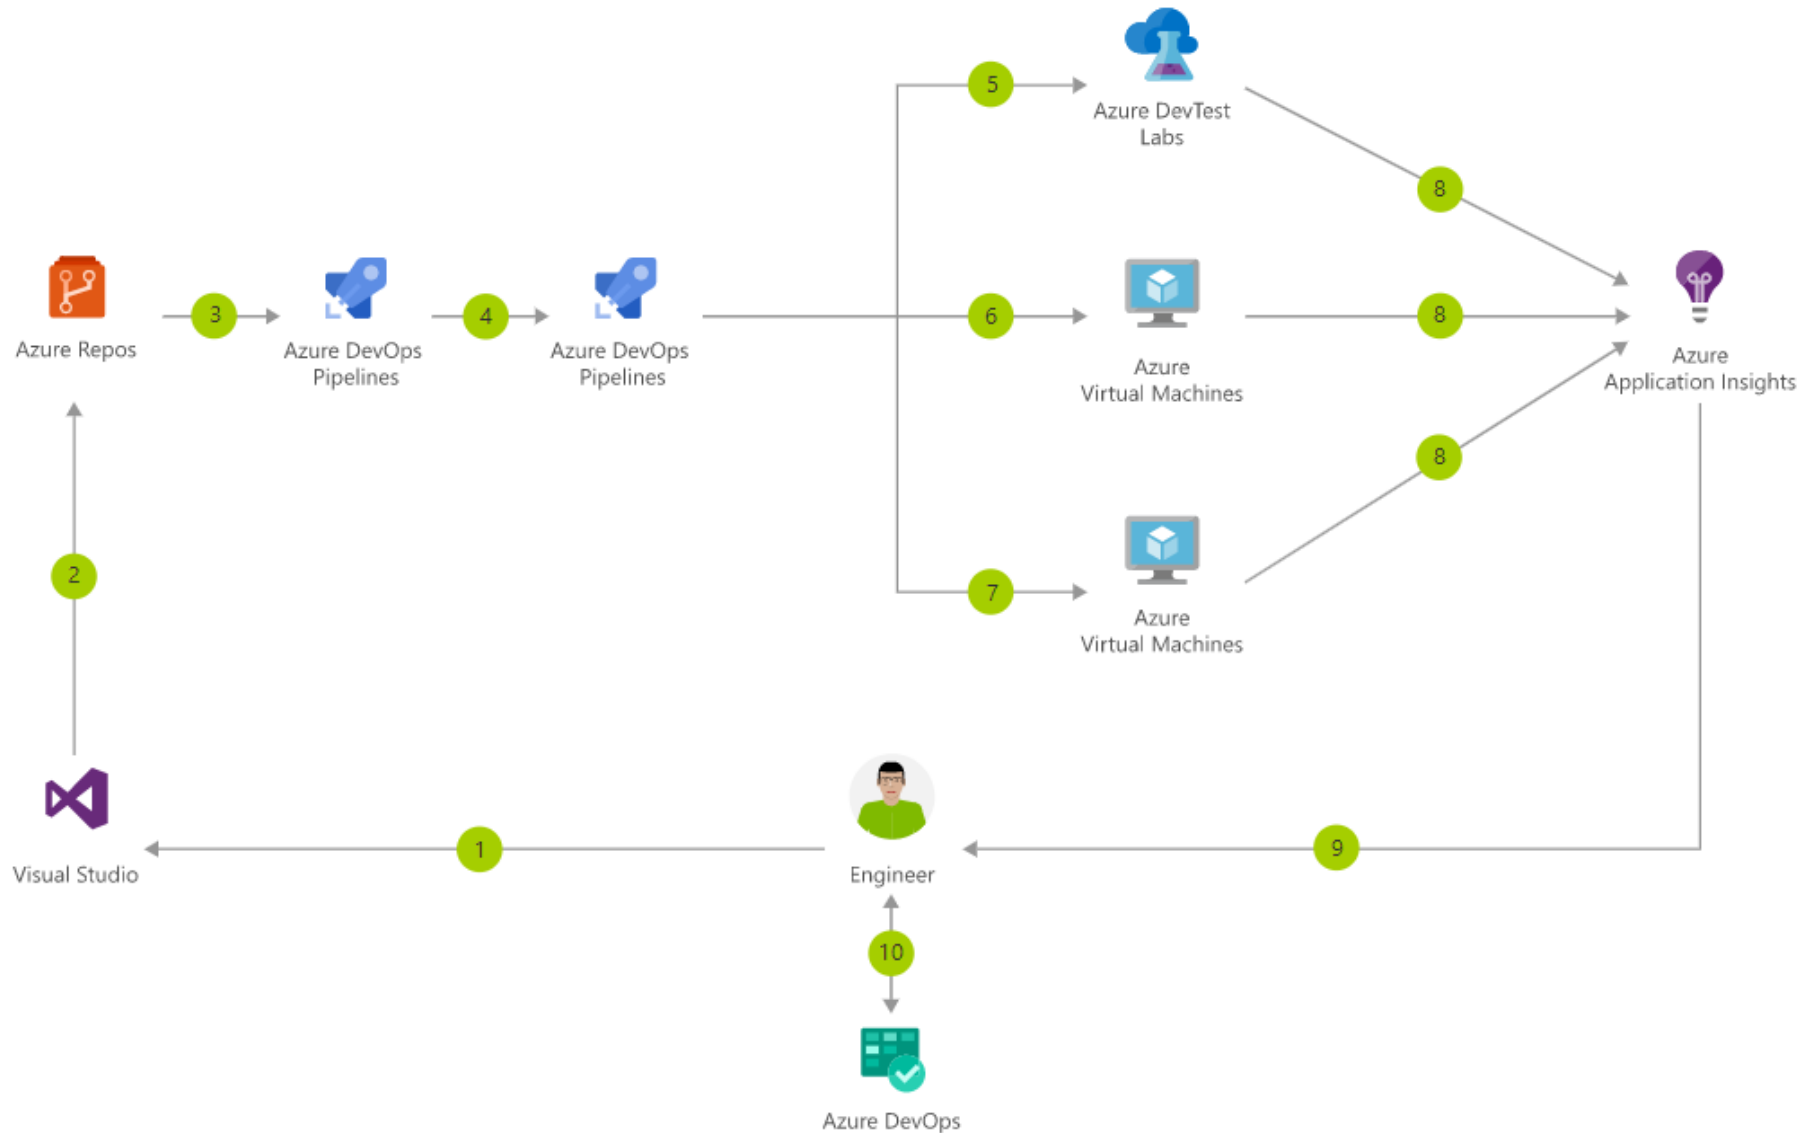 5
Azure DevTest
Labs
8
3
4
6
8
Azure Repos
Azure DevOps
Pipelines
Azure DevOps
Pipelines
Azure
Virtual Machines
Azure
Application Insights
8
2
7
Azure
Virtual Machines
1
9
Visual Studio
Engineer
10
Azure DevOps